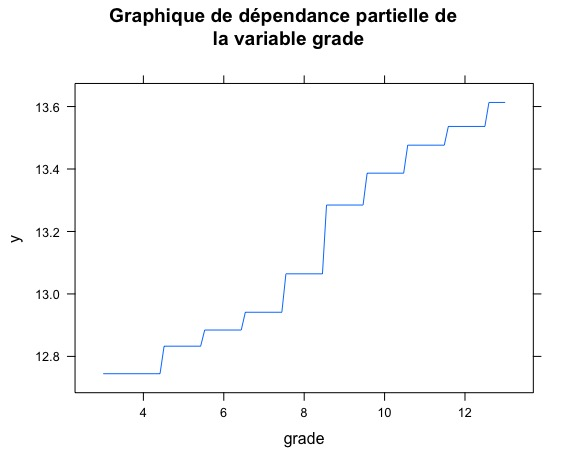 Graphique de dépendance partielle de
la variable grade
13.6
13.4
13.2
13.0
12.8
y
4 6 8 10 12
grade